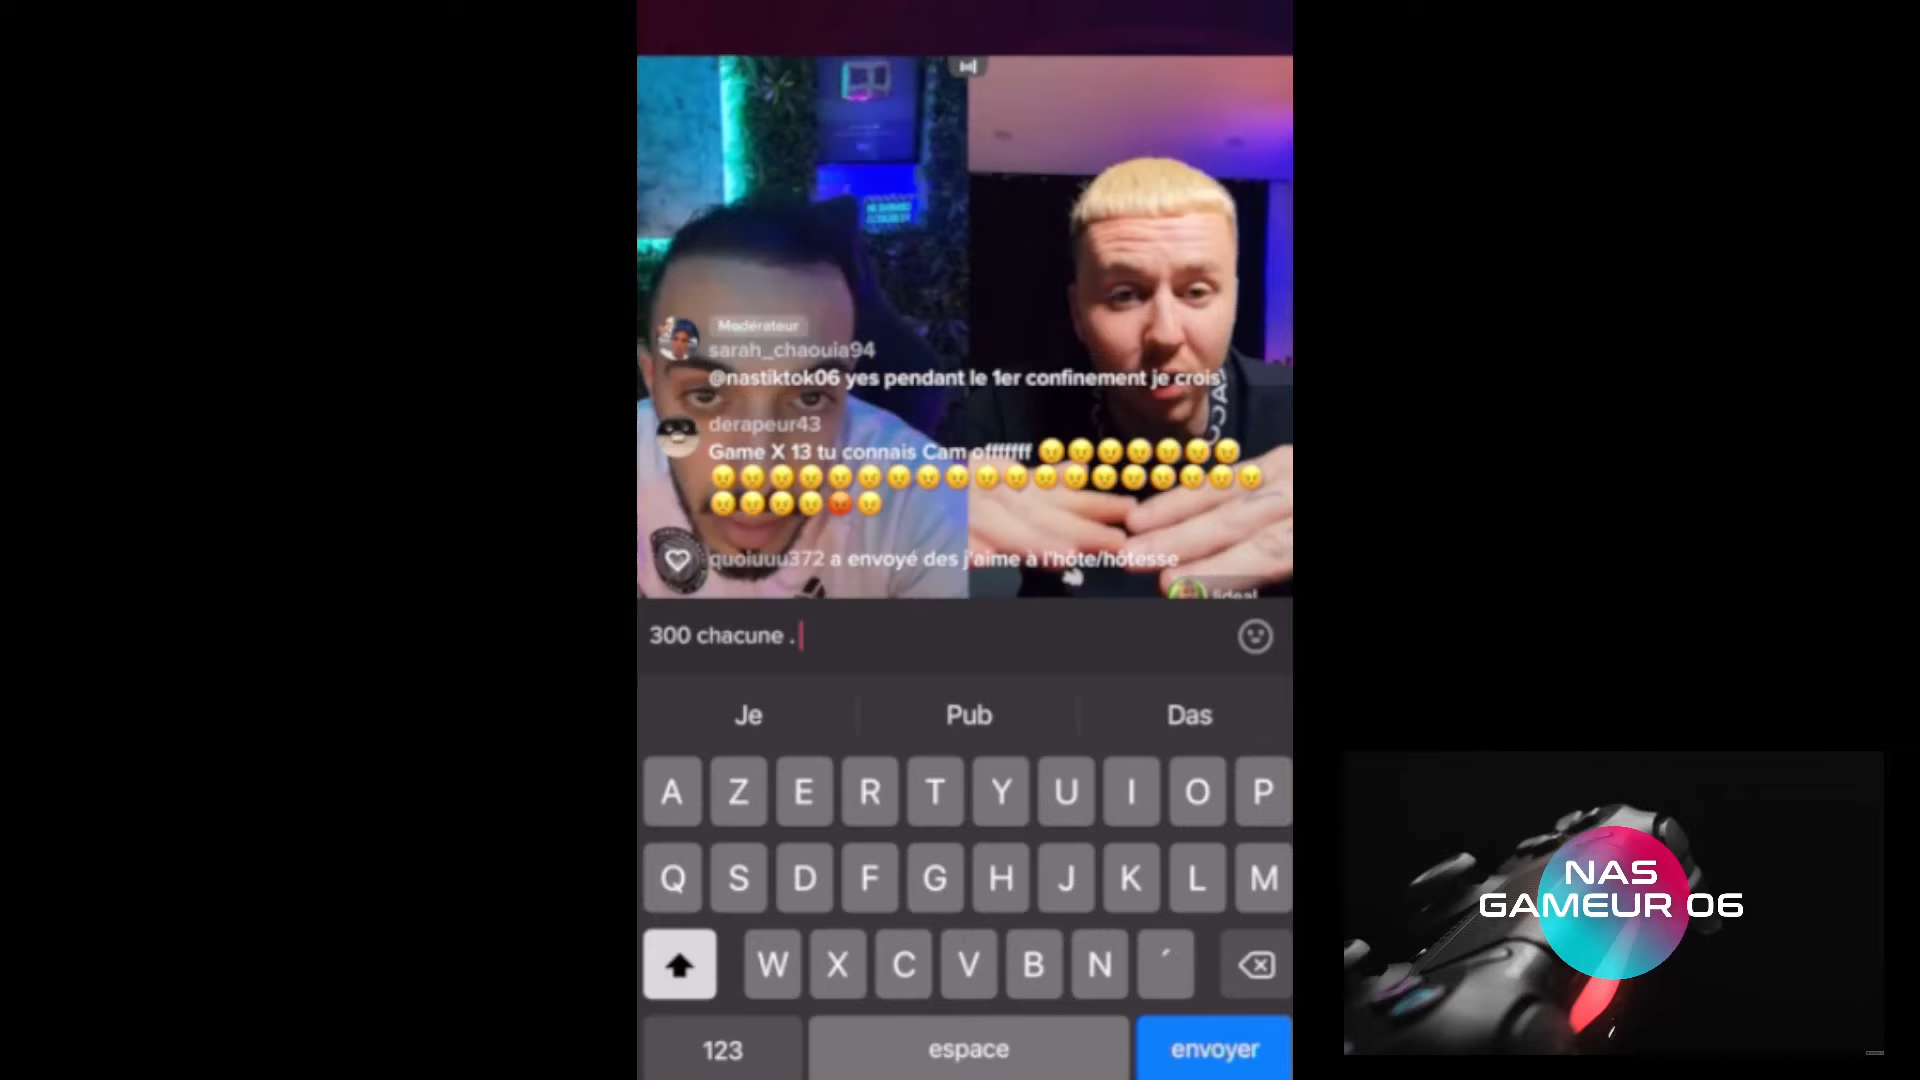 Modérateur
sarah_chaouia94
@nastiktok06 yes pendant le 1er confinement je crois
derapeur43
Game X 13 tu connais Cam offfffff 😠😠😠😠😠😠😠
😠😠😠😠😠😠😠😠😠😠😠😠😠😠😠😠😠😠😠
😠😠😠😠😡😠
quoiuuu372 a envoyé des j'aime à l'hôte/hôtesse
lideal
300 chacune .
Je Pub Das
A Z E R T Y U I O P
Q S D F G H J K L M
W X C V B N ´
123 espace envoyer
NAS
GAMEUR 06